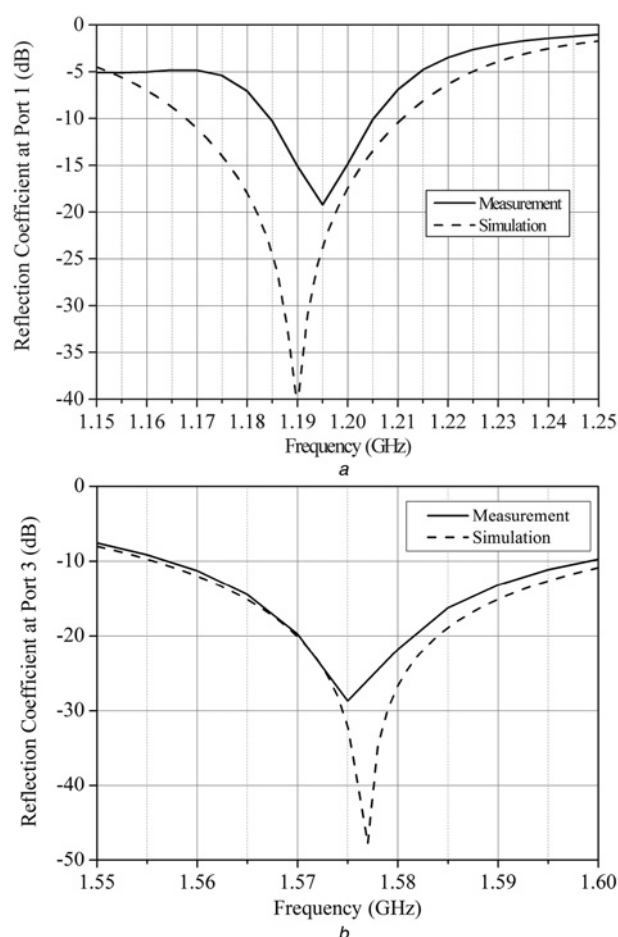 0
-5
-10
-15
-20
-25
-30
-35
-40
Reflection Coefficient at Port 1 (dB)
Measurement
Simulation
1.15 1.16 1.17 1.18 1.19 1.20 1.21 1.22 1.23 1.24 1.25
Frequency (GHz)
a
0
-10
-20
-30
-40
-50
Reflection Coefficient at Port 3 (dB)
Measurement
Simulation
1.55 1.56 1.57 1.58 1.59 1.60
Frequency (GHz)
b